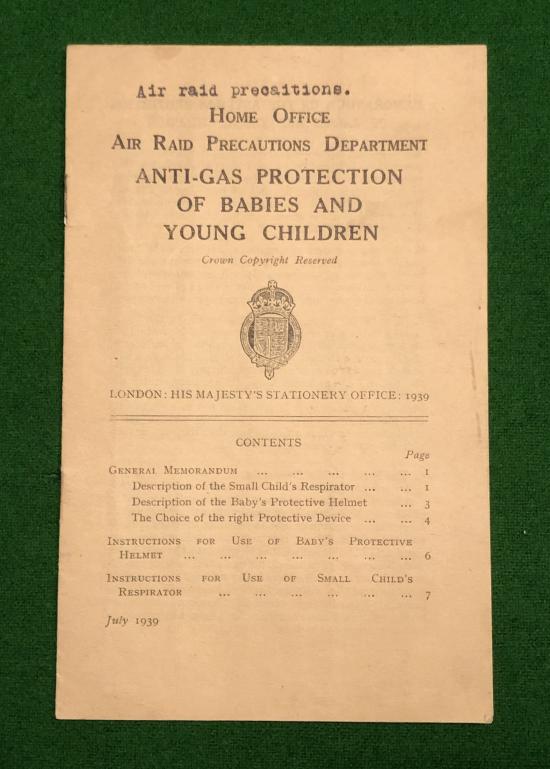 Air raid precaitions.
HOME OFFICE
AIR RAID PRECAUTIONS DEPARTMENT
ANTI-GAS PROTECTION
OF BABIES AND
YOUNG CHILDREN
Crown Copyright Reserved
LONDON: HIS MAJESTY'S STATIONERY OFFICE: 1939
CONTENTS
Page
GENERAL MEMORANDUM ... ... ... ... ... 1
Description of the Small Child's Respirator ... ... 1
Description of the Baby's Protective Helmet ... 3
The Choice of the right Protective Device ... ... 4
INSTRUCTIONS FOR USE OF BABY'S PROTECTIVE
HELMET ... ... ... ... ... ... ... 6
INSTRUCTIONS FOR USE OF SMALL CHILD'S
RESPIRATOR ... ... ... ... ... ... 7
July 1939